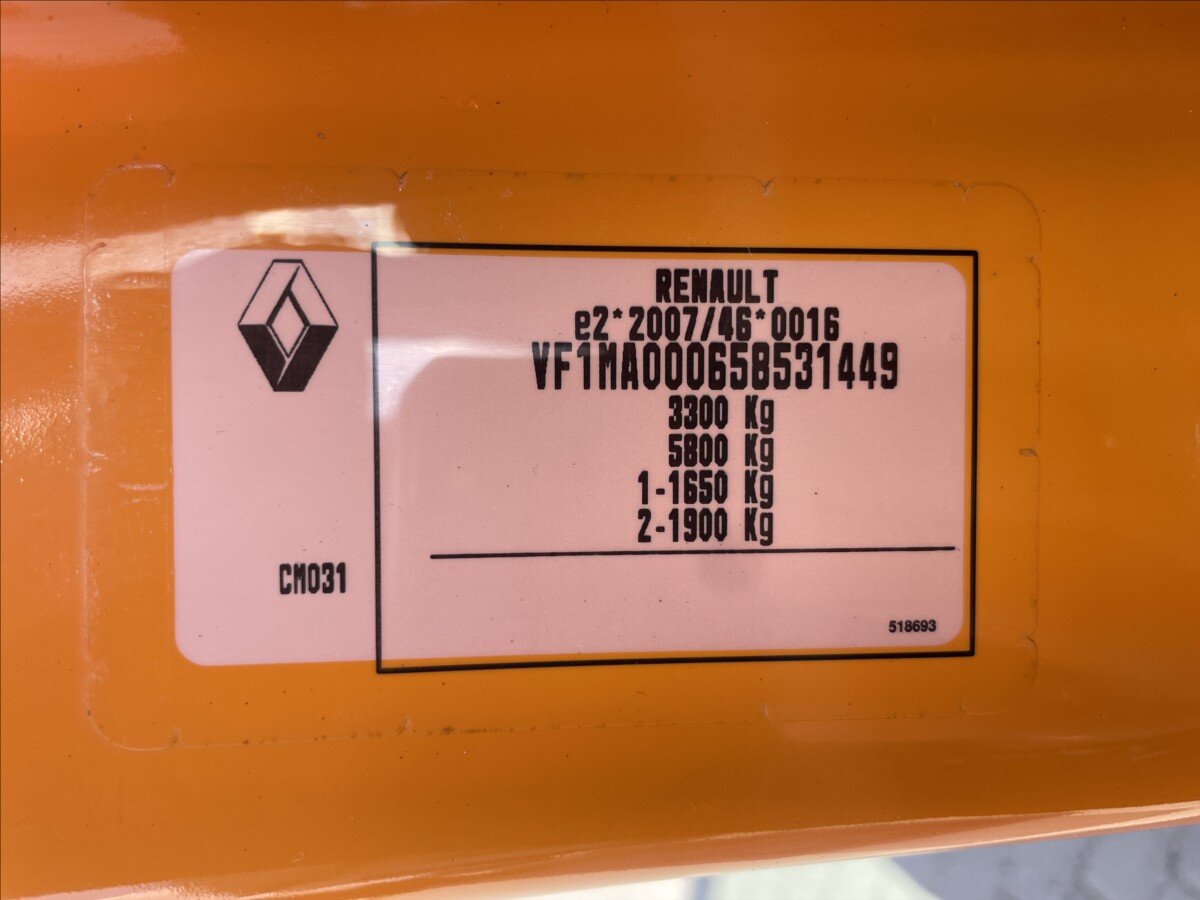 RENAULT
e2*2007/46*0016
VF1MA000658531449
3300 Kg
5800 Kg
1-1650 Kg
2-1900 Kg
CM031
518693